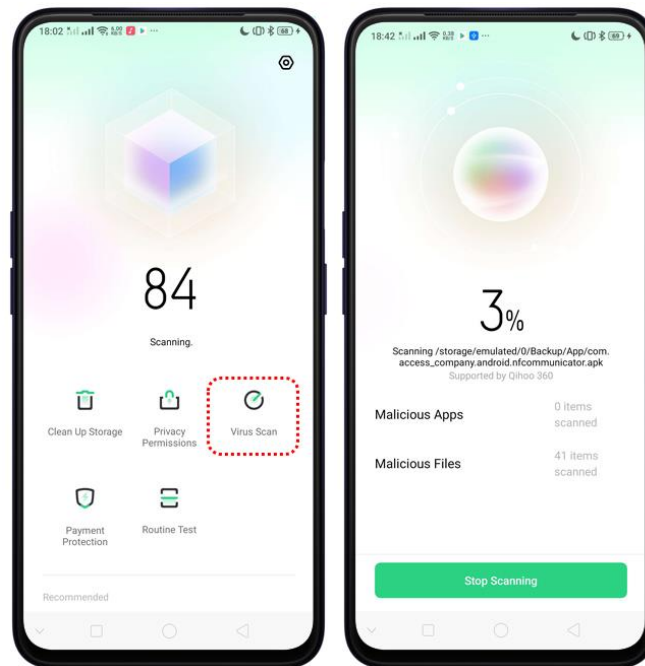 18:02
68
84
Scanning.
Clean Up Storage
Privacy
Permissions
Virus Scan
Payment
Protection
Routine Test
Recommended
18:42
69
3%
Scanning /storage/emulated/0/Backup/App/com.
access_company.android.nfcommunicator.apk
Supported by Qihoo 360
Malicious Apps
0 items
scanned
Malicious Files
41 items
scanned
Stop Scanning